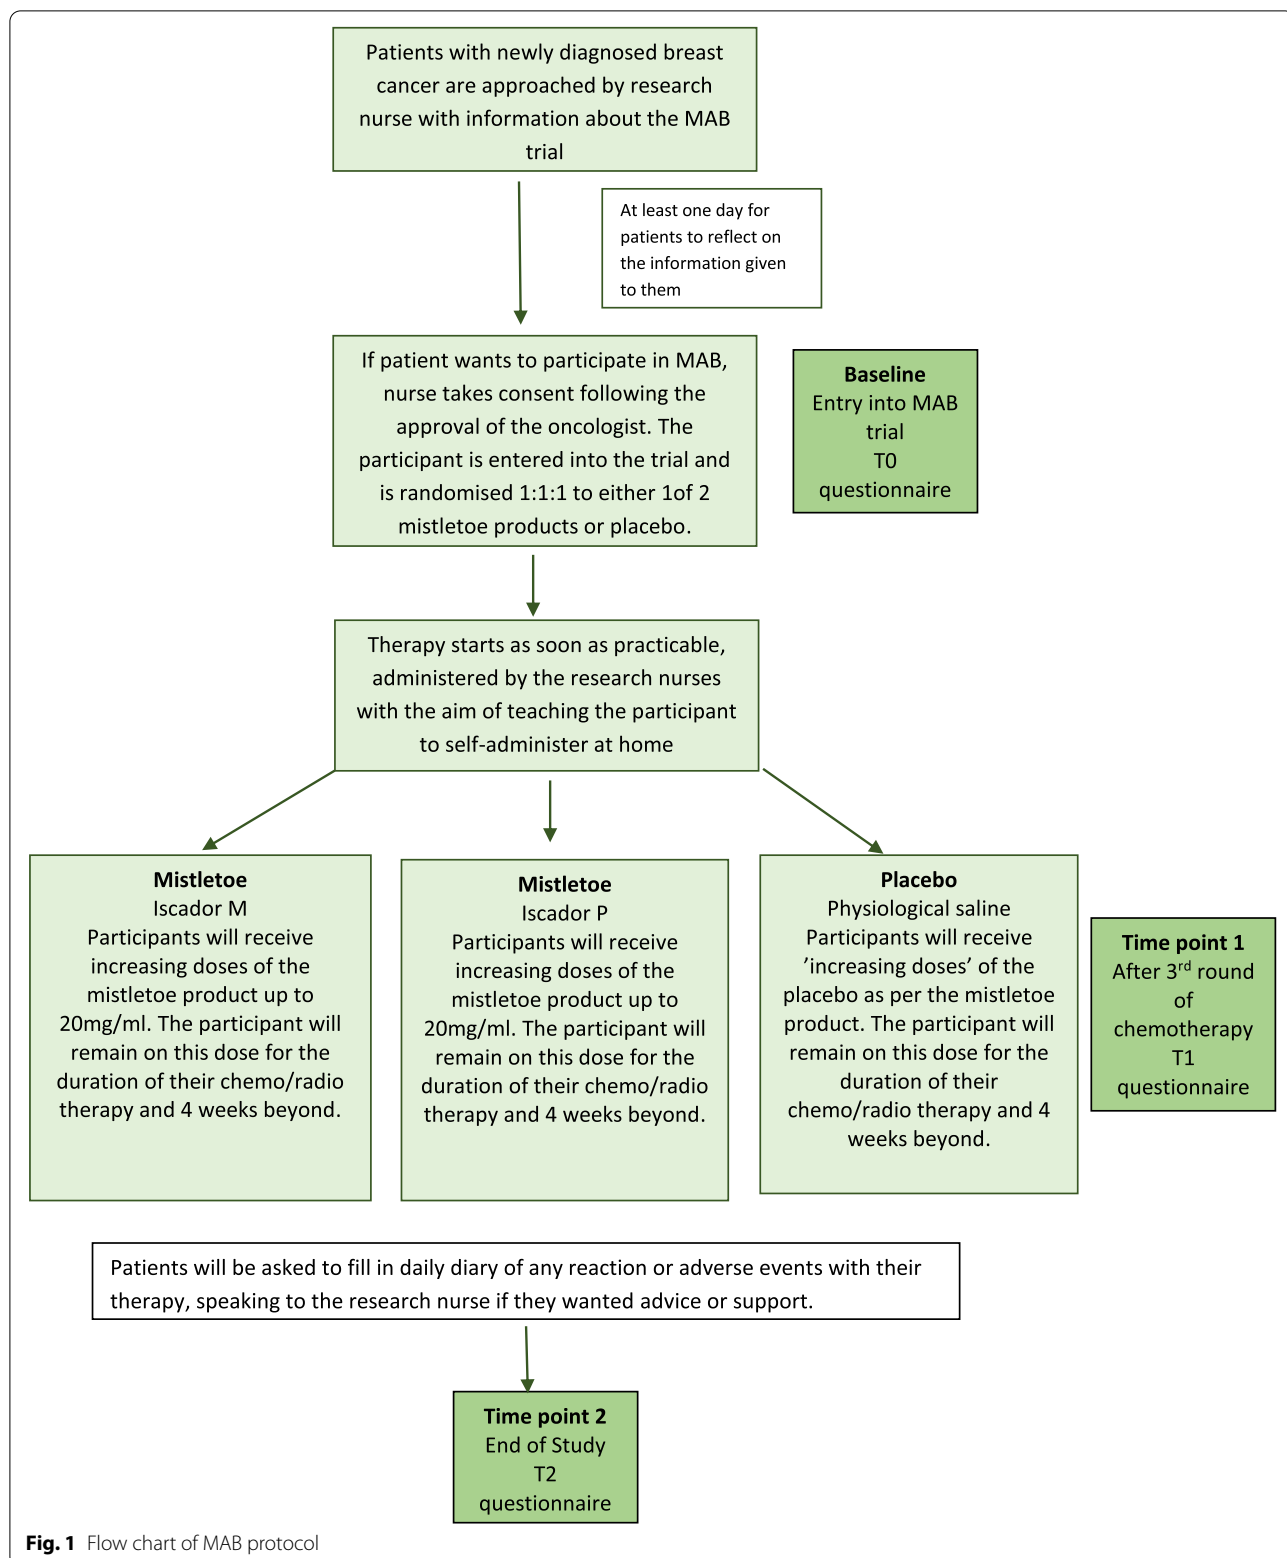 Patients with newly diagnosed breast
cancer are approached by research
nurse with information about the MAB
trial
At least one day for
patients to reflect on
the information given
to them
If patient wants to participate in MAB,
nurse takes consent following the
approval of the oncologist. The
participant is entered into the trial and
is randomised 1:1:1 to either 1of 2
mistletoe products or placebo.
Baseline
Entry into MAB
trial
T0
questionnaire
Therapy starts as soon as practicable,
administered by the research nurses
with the aim of teaching the participant
to self-administer at home
Mistletoe
Iscador M
Participants will receive
increasing doses of the
mistletoe product up to
20mg/ml. The participant will
remain on this dose for the
duration of their chemo/radio
therapy and 4 weeks beyond.
Mistletoe
Iscador P
Participants will receive
increasing doses of the
mistletoe product up to
20mg/ml. The participant will
remain on this dose for the
duration of their chemo/radio
therapy and 4 weeks beyond.
Placebo
Physiological saline
Participants will receive
’increasing doses’ of the
placebo as per the mistletoe
product. The participant will
remain on this dose for the
duration of their
chemo/radio therapy and 4
weeks beyond.
Time point 1
After 3rd round
of
chemotherapy
T1
questionnaire
Patients will be asked to fill in daily diary of any reaction or adverse events with their
therapy, speaking to the research nurse if they wanted advice or support.
Time point 2
End of Study
T2
questionnaire
Fig. 1 Flow chart of MAB protocol